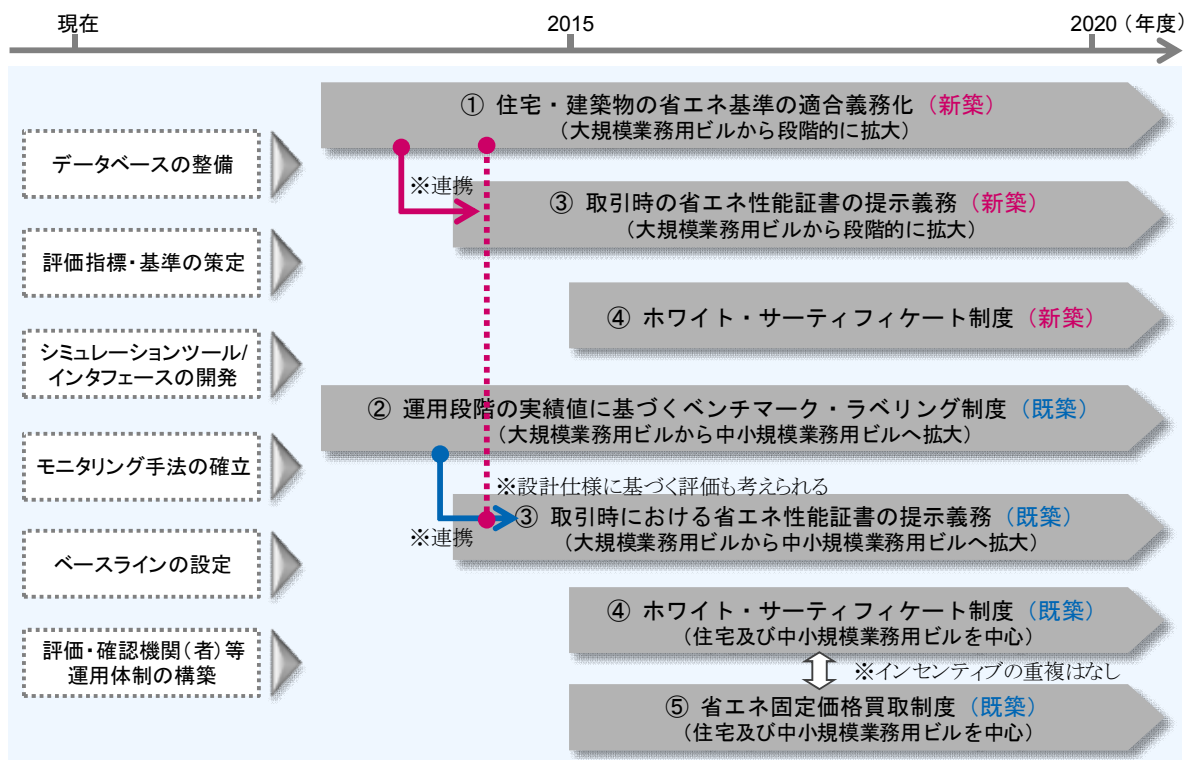 現在
2015
2020（年度）
① 住宅・建築物の省エネ基準の適合義務化（新築）
（大規模業務用ビルから段階的に拡大）
データベースの整備
※連携
③ 取引時の省エネ性能証書の提示義務（新築）
（大規模業務用ビルから段階的に拡大）
評価指標・基準の策定
④ ホワイト・サーティフィケート制度（新築）
シミュレーションツール/
インタフェースの開発
② 運用段階の実績値に基づくベンチマーク・ラベリング制度（既築）
（大規模業務用ビルから中小規模業務用ビルへ拡大）
モニタリング手法の確立
※設計仕様に基づく評価も考えられる
③ 取引時における省エネ性能証書の提示義務（既築）
（大規模業務用ビルから中小規模業務用ビルへ拡大）
※連携
ベースラインの設定
④ ホワイト・サーティフィケート制度（既築）
（住宅及び中小規模業務用ビルを中心）
評価・確認機関（者）等
運用体制の構築
※インセンティブの重複はなし
⑤ 省エネ固定価格買取制度（既築）
（住宅及び中小規模業務用ビルを中心）